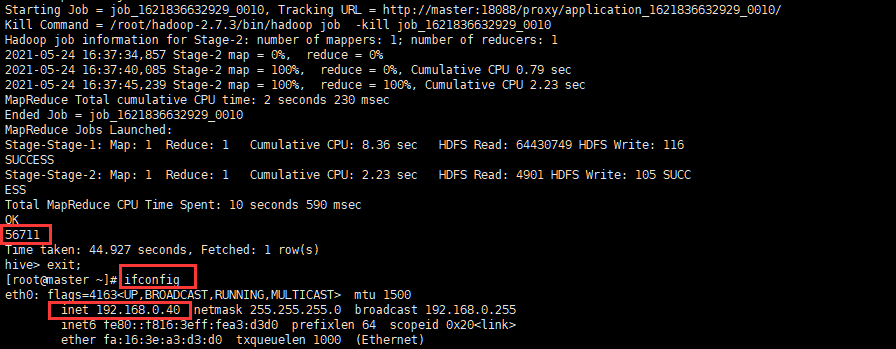 Starting Job = job_1621836632929_0010, Tracking URL = http://master:18088/proxy/application_1621836632929_0010/
Kill Command = /root/hadoop-2.7.3/bin/hadoop job  -kill job_1621836632929_0010
Hadoop job information for Stage-2: number of mappers: 1; number of reducers: 1
2021-05-24 16:37:34,857 Stage-2 map = 0%,  reduce = 0%
2021-05-24 16:37:40,085 Stage-2 map = 100%,  reduce = 0%, Cumulative CPU 0.79 sec
2021-05-24 16:37:45,239 Stage-2 map = 100%,  reduce = 100%, Cumulative CPU 2.23 sec
MapReduce Total cumulative CPU time: 2 seconds 230 msec
Ended Job = job_1621836632929_0010
MapReduce Jobs Launched:
Stage-Stage-1: Map: 1  Reduce: 1   Cumulative CPU: 8.36 sec   HDFS Read: 64430749 HDFS Write: 116
SUCCESS
Stage-Stage-2: Map: 1  Reduce: 1   Cumulative CPU: 2.23 sec   HDFS Read: 4901 HDFS Write: 105 SUCC
ESS
Total MapReduce CPU Time Spent: 10 seconds 590 msec
OK
56711
Time taken: 44.927 seconds, Fetched: 1 row(s)
hive> exit;
[root@master ~]# ifconfig
eth0: flags=4163<UP,BROADCAST,RUNNING,MULTICAST>  mtu 1500
inet 192.168.0.40  netmask 255.255.255.0  broadcast 192.168.0.255
inet6 fe80::f816:3eff:fea3:d3d0  prefixlen 64  scopeid 0x20<link>
ether fa:16:3e:a3:d3:d0  txqueuelen 1000  (Ethernet)